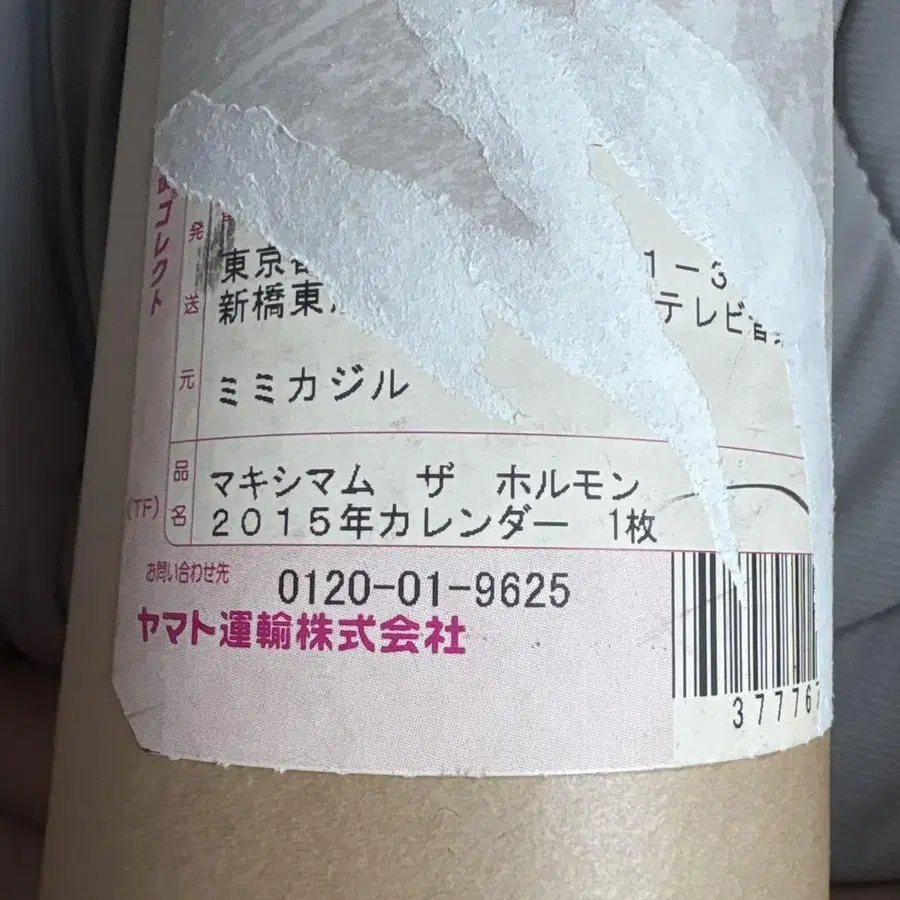 コレクト
発送元
東京
1-3
新橋東
テレビ
ミミカジル
品名
マキシマム ザ ホルモン
2015年カレンダー 1枚
(TF)
お問い合わせ先
0120-01-9625
ヤマト運輸株式会社
37776